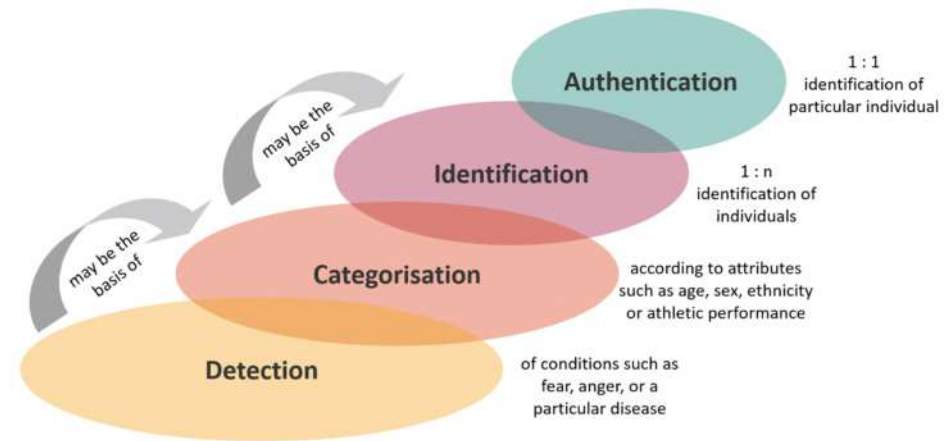 Authentication
1 : 1
identification of
particular individual
may be the
basis of
Identification
1 : n
identification of
individuals
may be the
basis of
Categorisation
according to attributes
such as age, sex, ethnicity
or athletic performance
Detection
of conditions such as
fear, anger, or a
particular disease